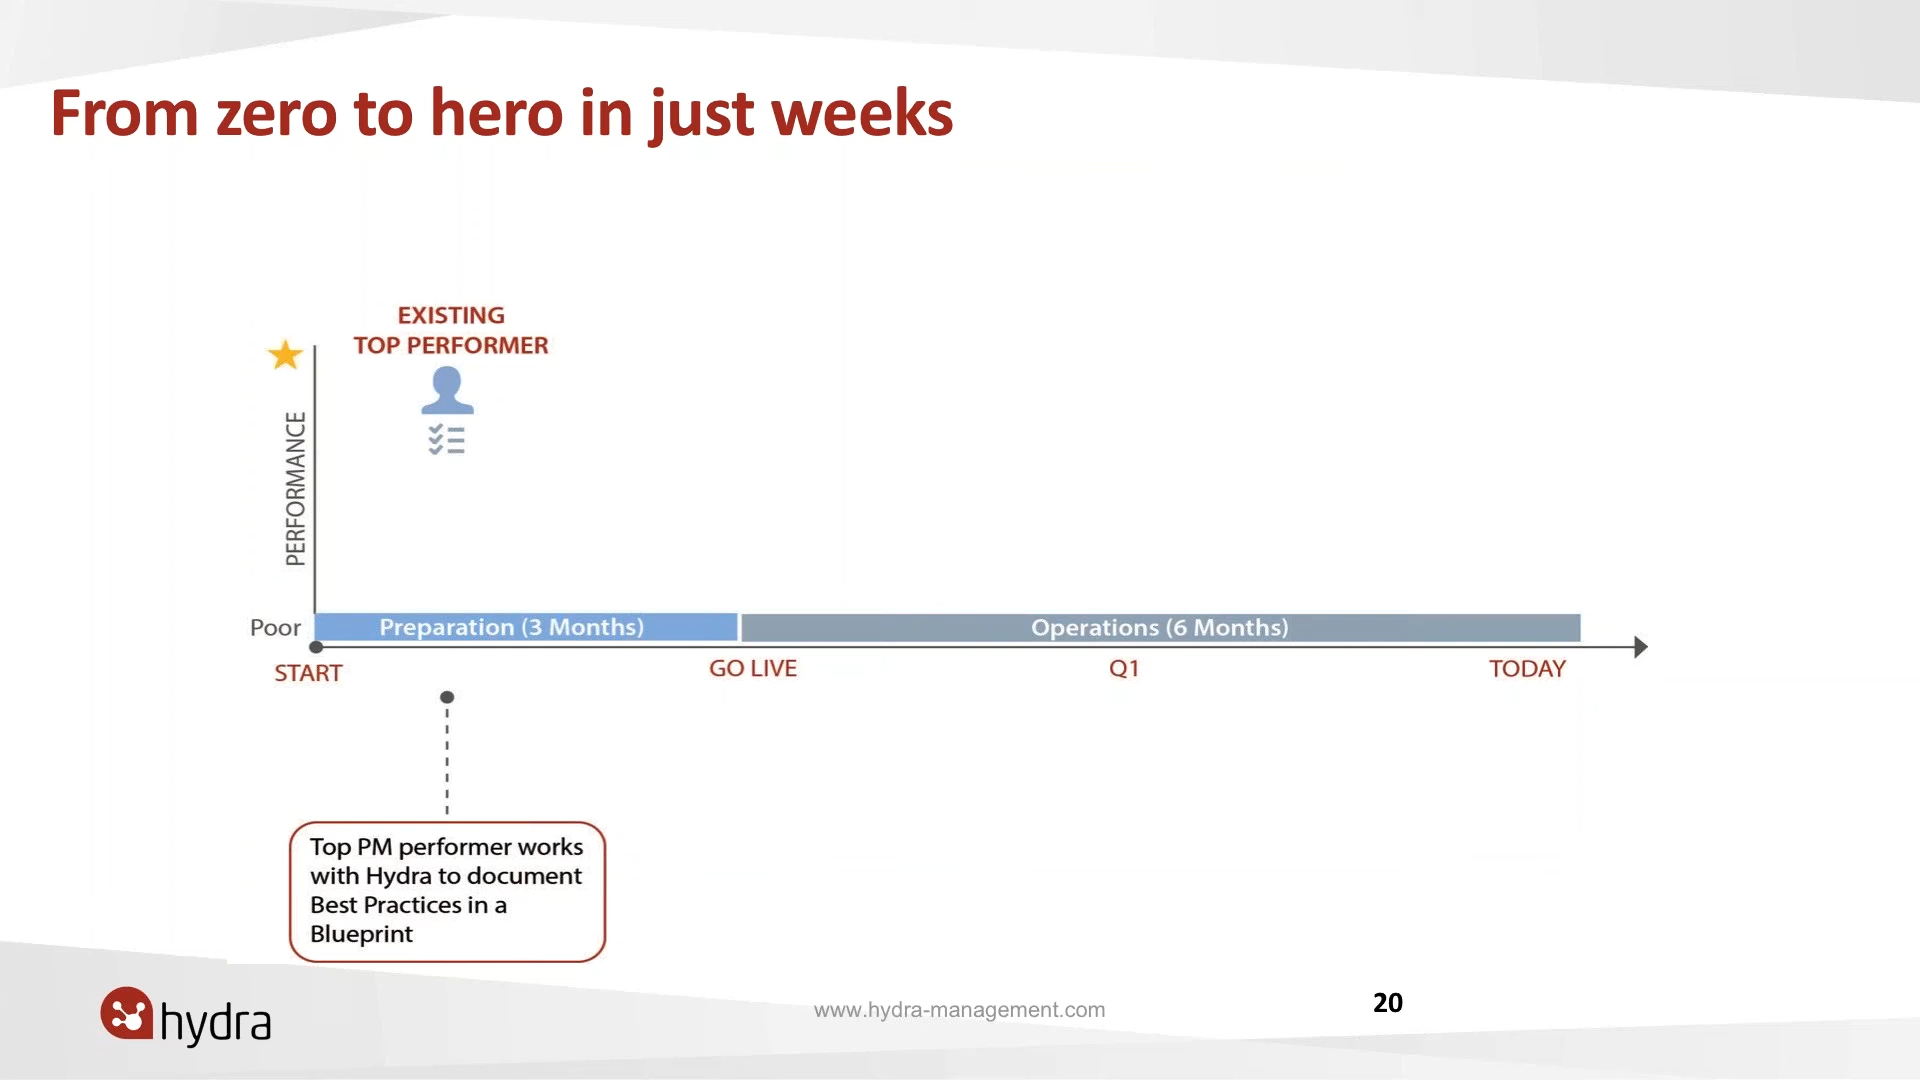 From zero to hero in just weeks
EXISTING
TOP PERFORMER
PERFORMANCE
Poor
Preparation (3 Months)
Operations (6 Months)
START
GO LIVE
Q1
TODAY
Top PM performer works
with Hydra to document
Best Practices in a
Blueprint
hydra
www.hydra-management.com
20